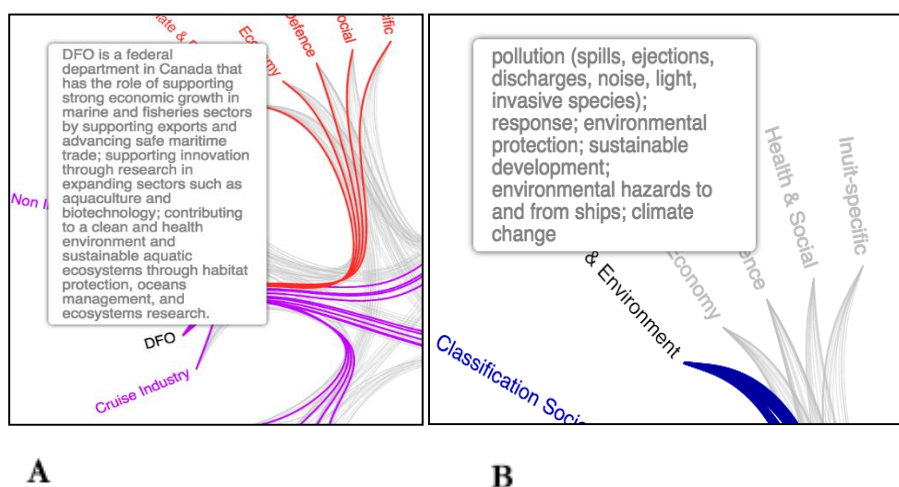 DFO is a federal
department in Canada that
has the role of supporting
strong economic growth in
marine and fisheries sectors
by supporting exports and
advancing safe maritime
trade; supporting innovation
through research in
expanding sectors such as
aquaculture and
biotechnology; contributing
to a clean and health
environment and
sustainable aquatic
ecosystems through habitat
protection, oceans
management, and
ecosystems research.
Non
DFO
Cruise Industry
pollution (spills, ejections,
discharges, noise, light,
invasive species);
response; environmental
protection; sustainable
development;
environmental hazards to
and from ships; climate
change
& Environment
Health & Social
Inuit-specific
Classification
A
B